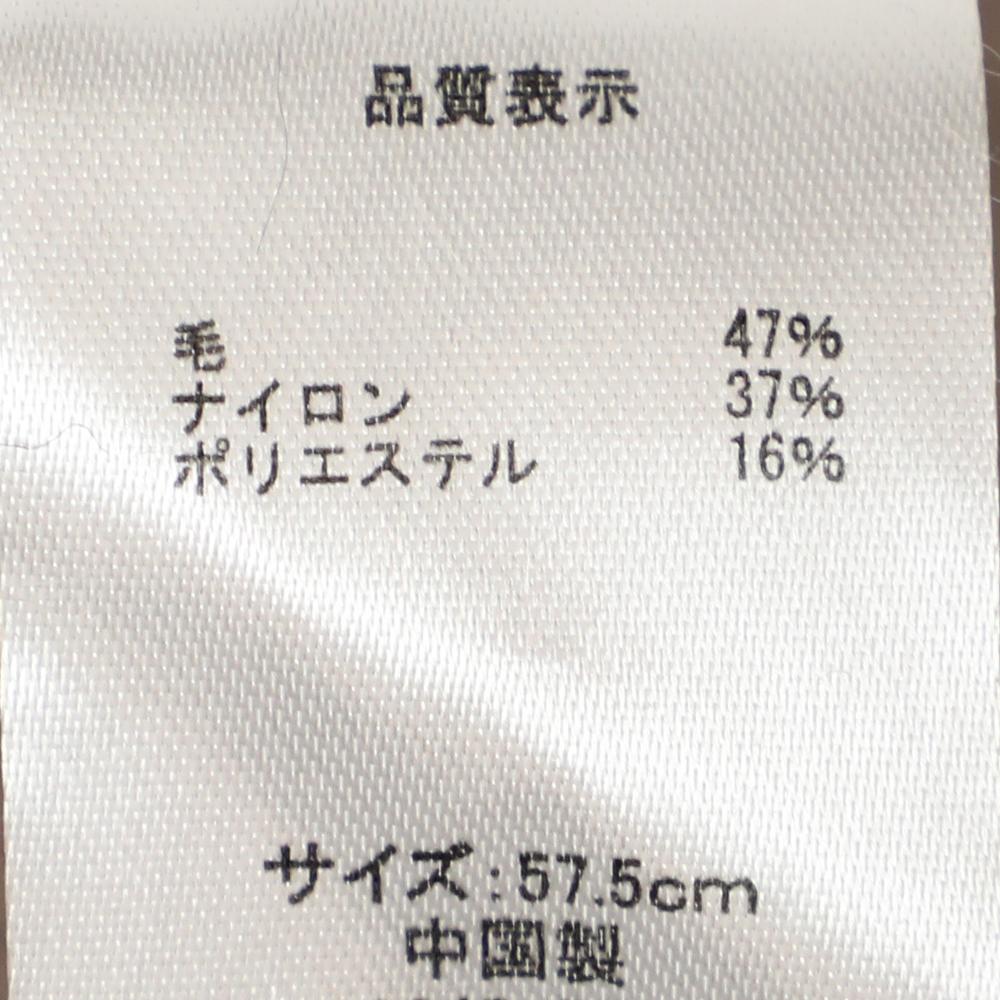 品質表示
毛 47%
ナイロン 37%
ポリエステル 16%
サイズ:57.5cm
中国製